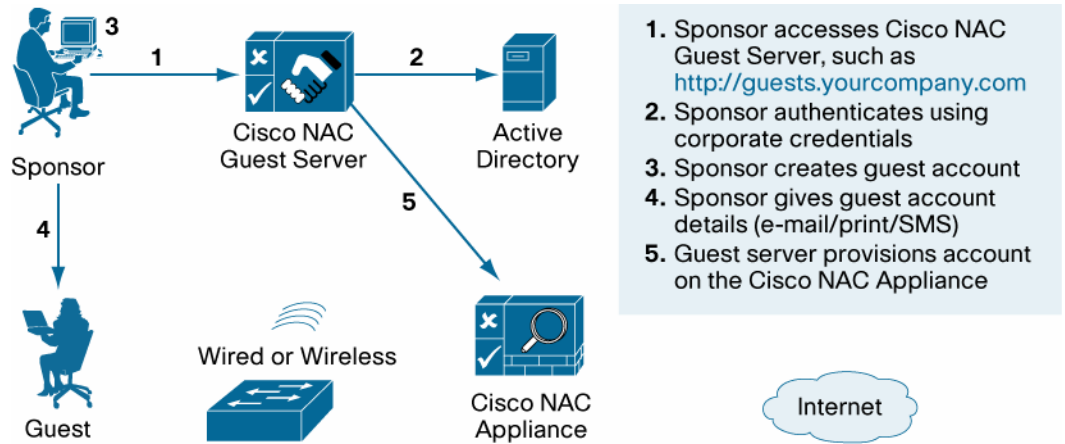 3
1
2
Sponsor
Cisco NAC
Guest Server
Active
Directory
4
5
Wired or Wireless
Guest
Cisco NAC
Appliance
Internet
1. Sponsor accesses Cisco NAC
Guest Server, such as
http://guests.yourcompany.com
2. Sponsor authenticates using
corporate credentials
3. Sponsor creates guest account
4. Sponsor gives guest account
details (e-mail/print/SMS)
5. Guest server provisions account
on the Cisco NAC Appliance